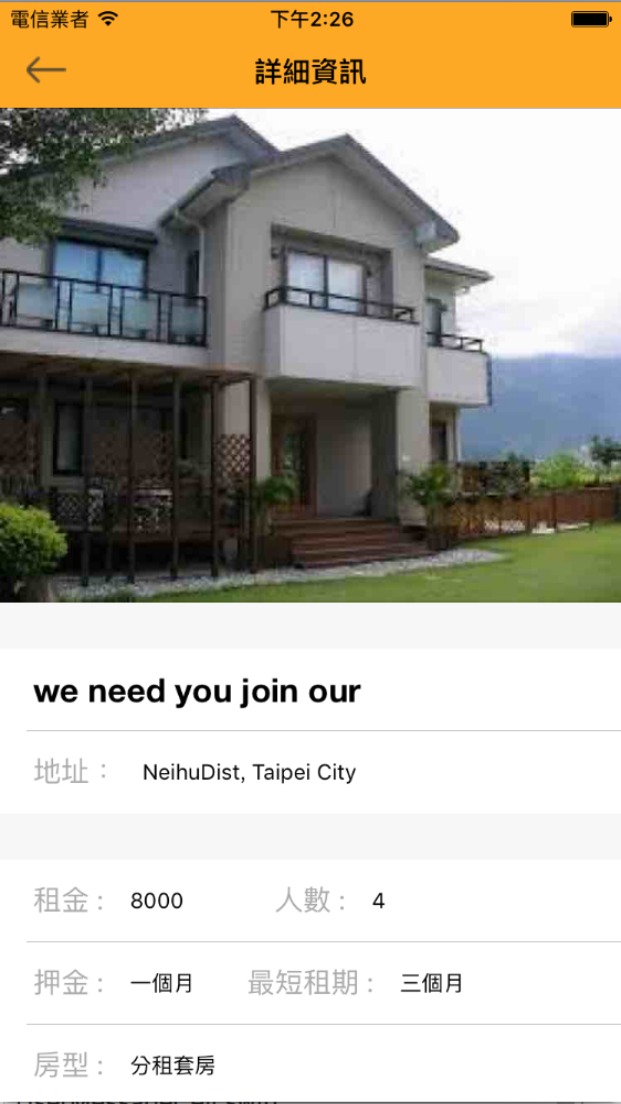 電信業者 下午2:26
詳細資訊
we need you join our
地址： NeihuDist, Taipei City
租金： 8000 人數： 4
押金： 一個月 最短租期： 三個月
房型： 分租套房